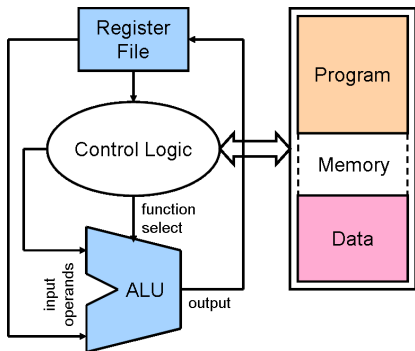 Register
File
Control Logic
function
select
input
operands
ALU
output
Program
Memory
Data